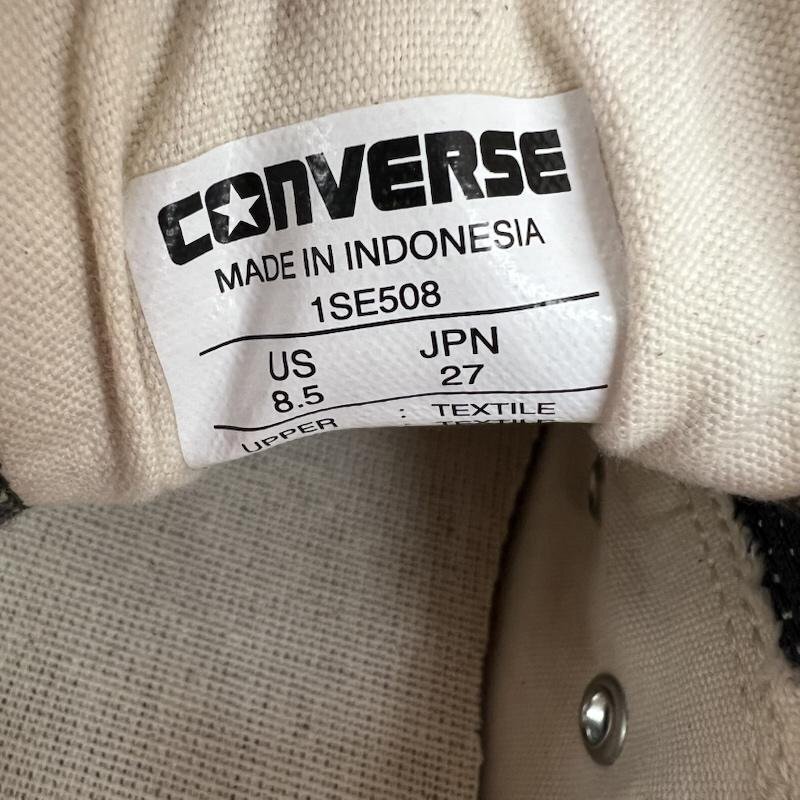 CONVERSE
MADE IN INDONESIA
1SE508
US JPN
8.5 27
UPPER : TEXTILE